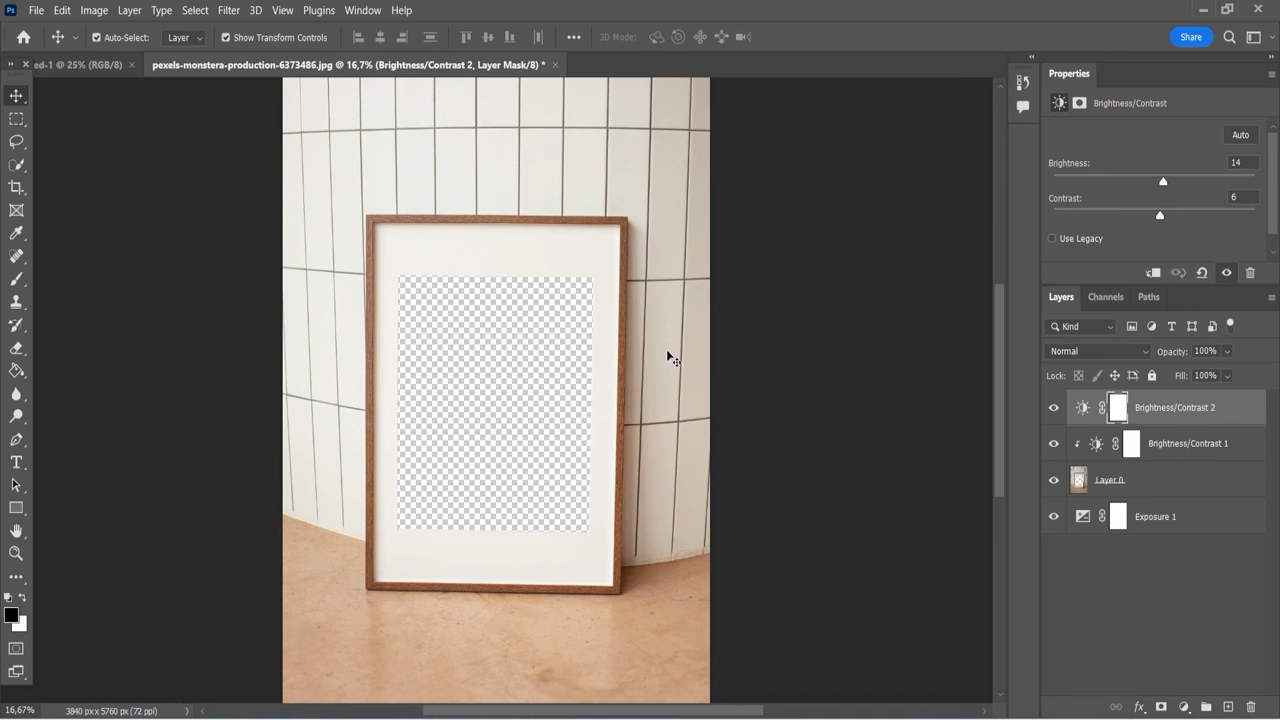 Ps File Edit Image Layer Type Select Filter 3D View Plugins Window Help
Auto-Select: Layer Show Transform Controls 3D Mode: Share
ed-1 @ 25% (RGB/8) × pexels-monstera-production-6373486.jpg @ 16,7% (Brightness/Contrast 2, Layer Mask/8) * ×
Properties
Brightness/Contrast
Auto
Brightness: 14
Contrast: 6
Use Legacy
Layers Channels Paths
Kind
Normal Opacity: 100%
Lock: Fill: 100%
Brightness/Contrast 2
Brightness/Contrast 1
Layer 0
Exposure 1
16,67% 3840 px x 5760 px (72 ppi)